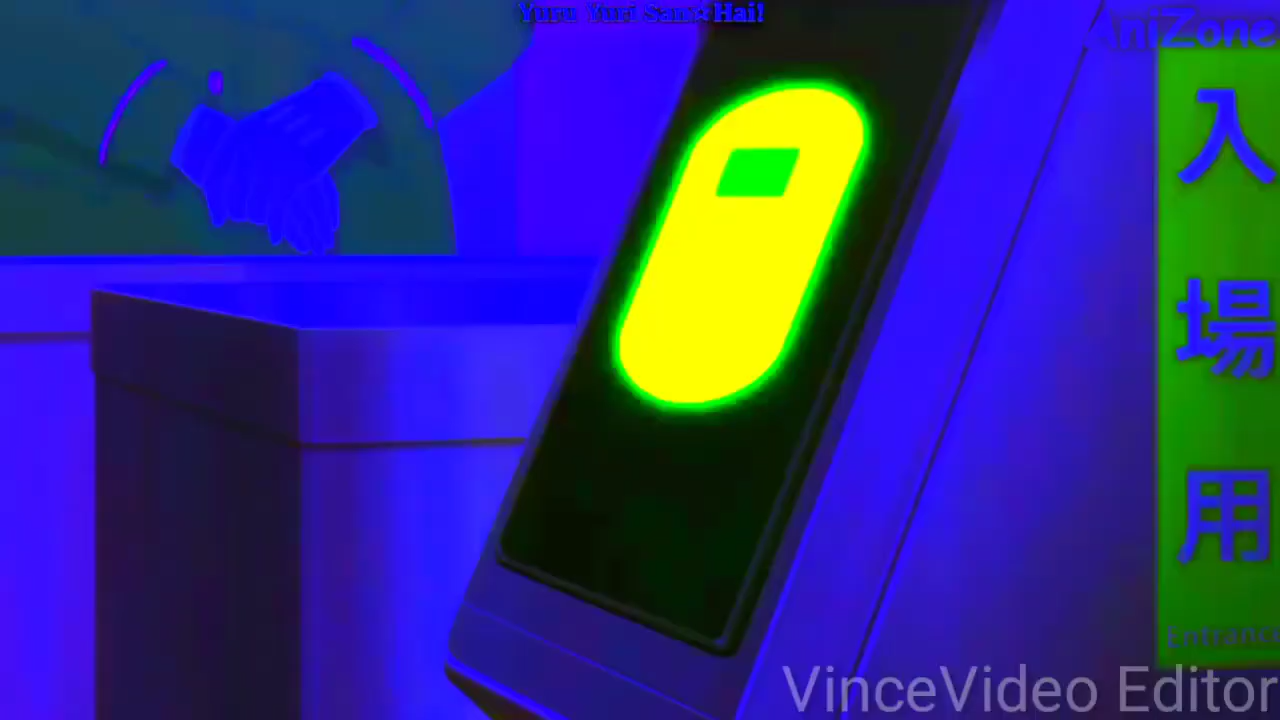 Yuru Yuri San☆Hai!
AniZone
入
場
用
Entrance
VinceVideo Editor